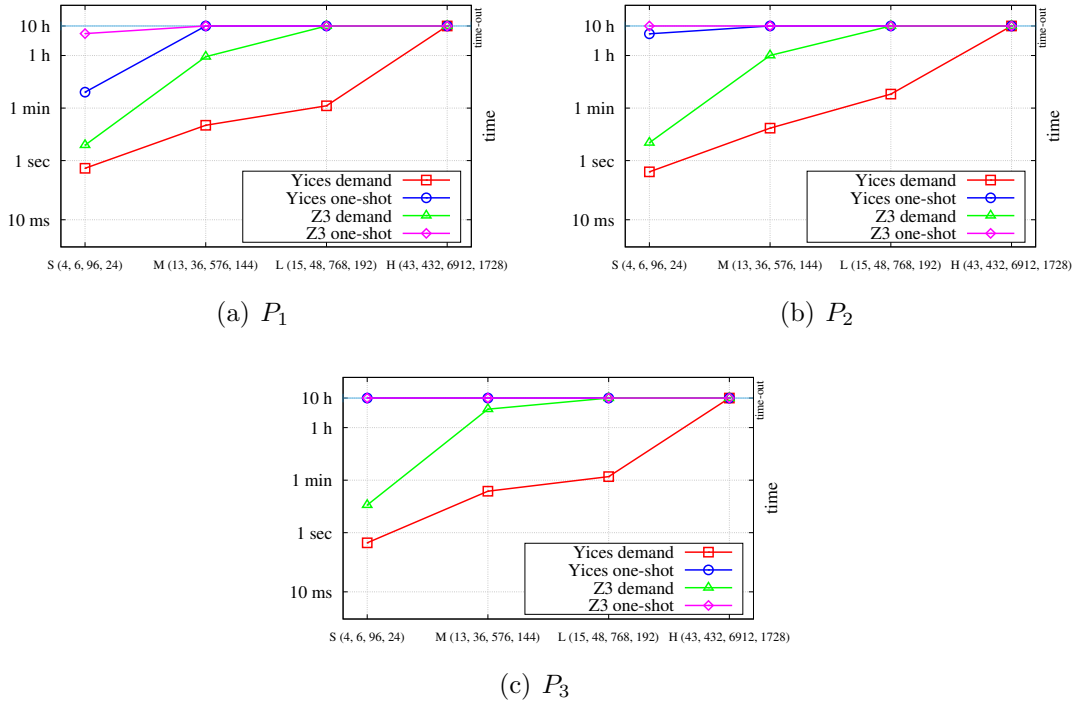 10 h
1 h
1 min
1 sec
10 ms
time-out
time
Yices demand
Yices one-shot
Z3 demand
Z3 one-shot
S (4, 6, 96, 24) M (13, 36, 576, 144) L (15, 48, 768, 192) H (43, 432, 6912, 1728)
(a) P1
10 h
1 h
1 min
1 sec
10 ms
time-out
time
Yices demand
Yices one-shot
Z3 demand
Z3 one-shot
S (4, 6, 96, 24) M (13, 36, 576, 144) L (15, 48, 768, 192) H (43, 432, 6912, 1728)
(b) P2
10 h
1 h
1 min
1 sec
10 ms
time-out
time
Yices demand
Yices one-shot
Z3 demand
Z3 one-shot
S (4, 6, 96, 24) M (13, 36, 576, 144) L (15, 48, 768, 192) H (43, 432, 6912, 1728)
(c) P3